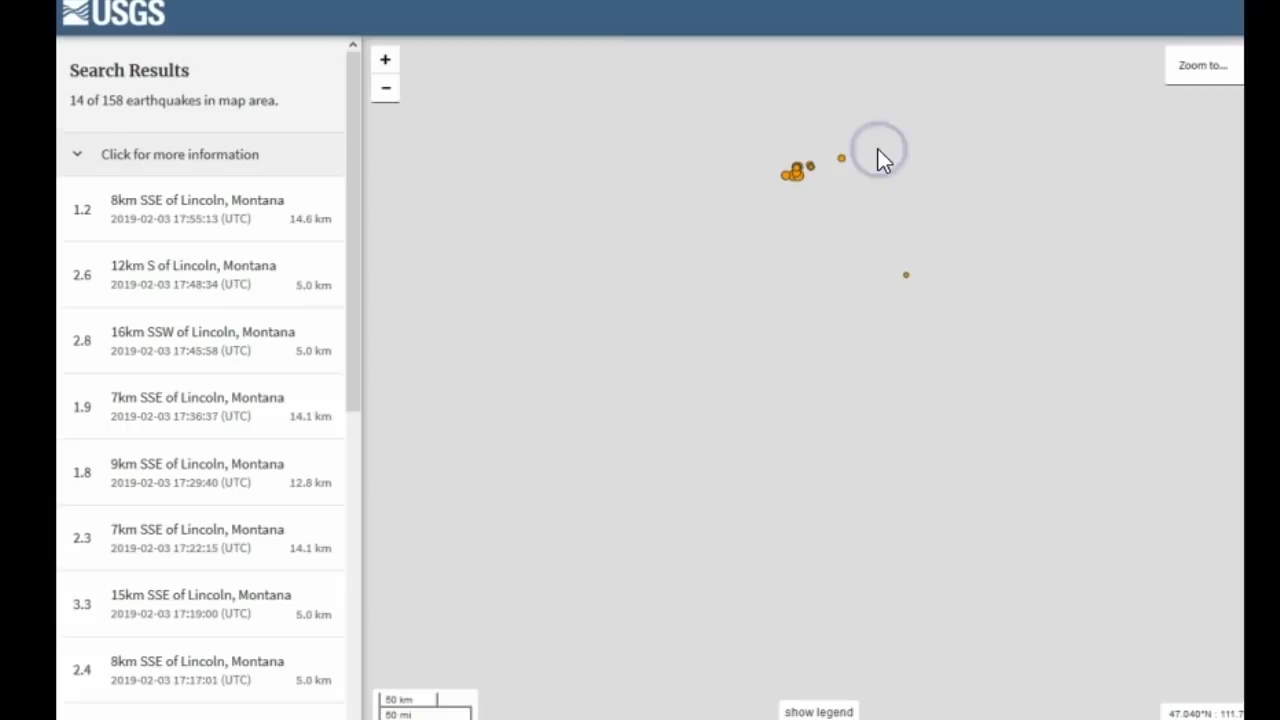 USGS
Search Results
14 of 158 earthquakes in map area.
Click for more information
1.2
8km SSE of Lincoln, Montana
2019-02-03 17:55:13 (UTC) 14.6 km
2.6
12km S of Lincoln, Montana
2019-02-03 17:48:34 (UTC) 5.0 km
2.8
16km SSW of Lincoln, Montana
2019-02-03 17:45:58 (UTC) 5.0 km
1.9
7km SSE of Lincoln, Montana
2019-02-03 17:36:37 (UTC) 14.1 km
1.8
9km SSE of Lincoln, Montana
2019-02-03 17:29:40 (UTC) 12.8 km
2.3
7km SSE of Lincoln, Montana
2019-02-03 17:22:15 (UTC) 14.1 km
3.3
15km SSE of Lincoln, Montana
2019-02-03 17:19:00 (UTC) 5.0 km
2.4
8km SSE of Lincoln, Montana
2019-02-03 17:17:01 (UTC) 5.0 km
+
−
Zoom to...
50 km
50 mi
show legend
47.040°N : 111.7